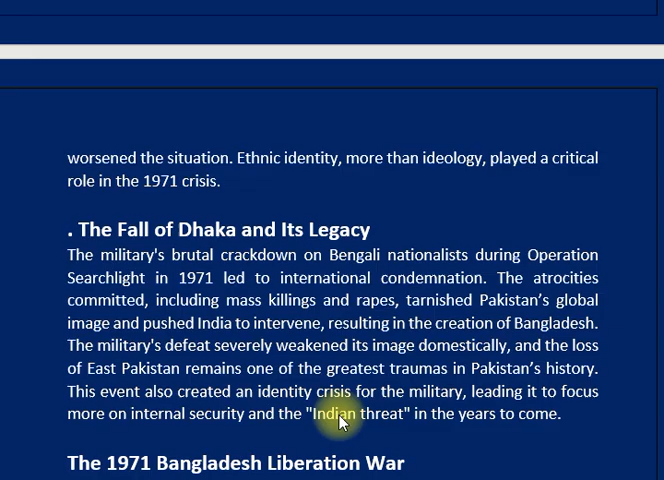 worsened the situation. Ethnic identity, more than ideology, played a critical
role in the 1971 crisis.
. The Fall of Dhaka and Its Legacy
The military's brutal crackdown on Bengali nationalists during Operation
Searchlight in 1971 led to international condemnation. The atrocities
committed, including mass killings and rapes, tarnished Pakistan’s global
image and pushed India to intervene, resulting in the creation of Bangladesh.
The military's defeat severely weakened its image domestically, and the loss
of East Pakistan remains one of the greatest traumas in Pakistan’s history.
This event also created an identity crisis for the military, leading it to focus
more on internal security and the "Indian threat" in the years to come.
The 1971 Bangladesh Liberation War